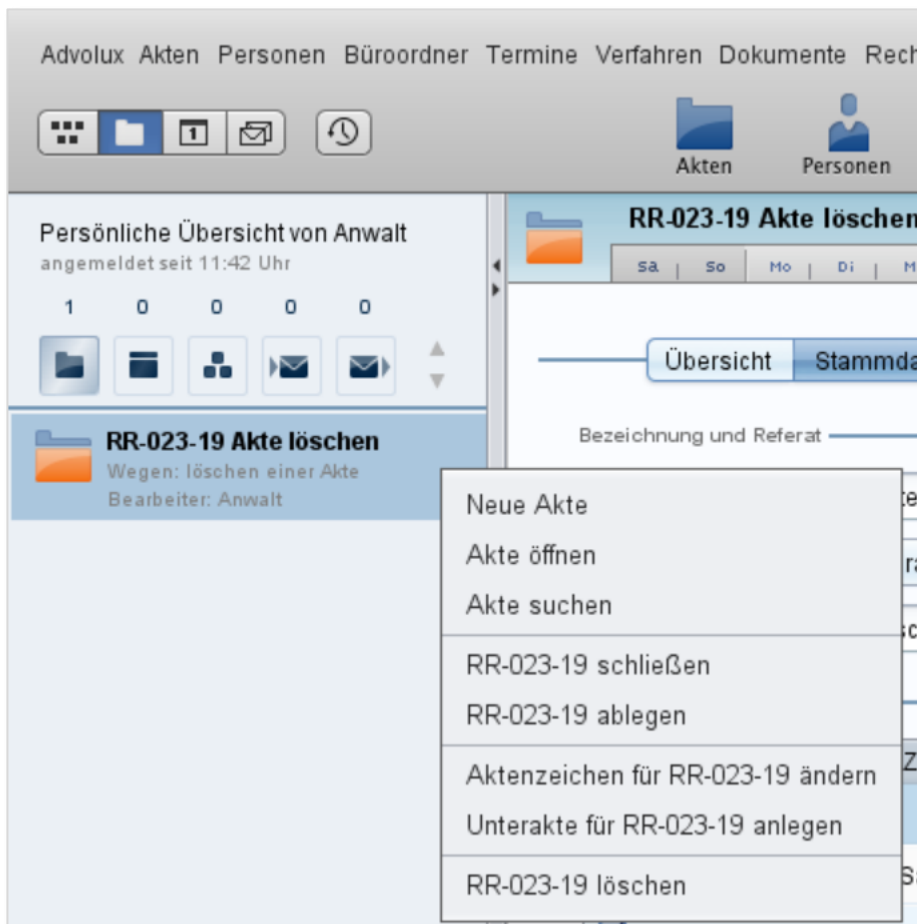 Advolux Akten Personen Büroordner Termine Verfahren Dokumente Rech
1
Akten Personen
Persönliche Übersicht von Anwalt
angemeldet seit 11:42 Uhr
1 0 0 0 0
RR-023-19 Akte löschen
Sa So Mo Di M
Übersicht Stammda
Bezeichnung und Referat
RR-023-19 Akte löschen
Wegen: löschen einer Akte
Bearbeiter: Anwalt
Neue Akte
Akte öffnen
Akte suchen
RR-023-19 schließen
RR-023-19 ablegen
Aktenzeichen für RR-023-19 ändern
Unterakte für RR-023-19 anlegen
RR-023-19 löschen